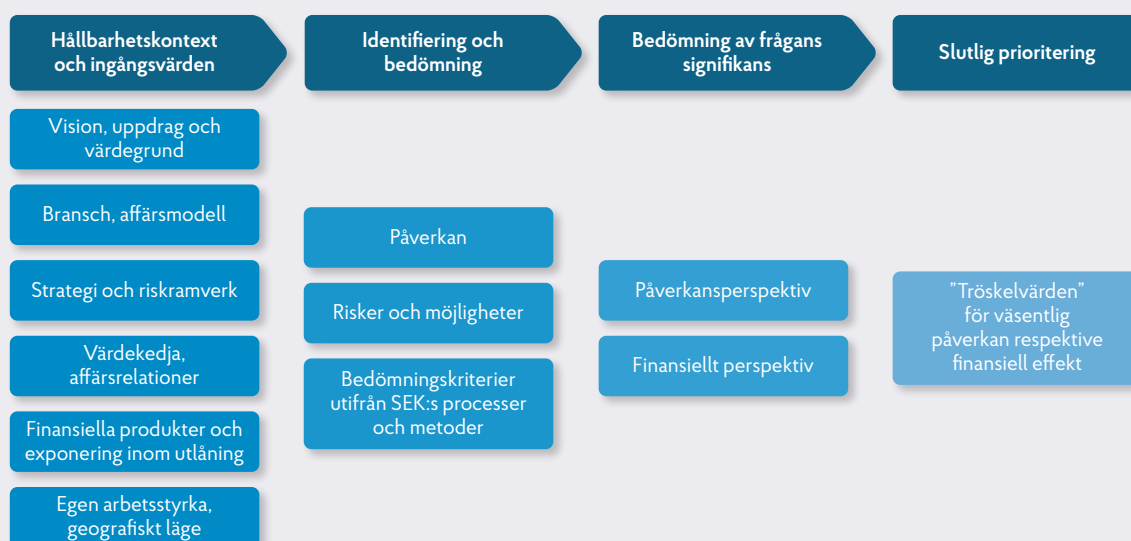 Hållbarhetskontext
och ingångsvärden
Identifiering och
bedömning
Bedömning av frågans
signifikans
Slutlig prioritering
Vision, uppdrag och
värdegrund
Bransch, affärsmodell
Strategi och riskramverk
Värdekedja,
affärsrelationer
Finansiella produkter och
exponering inom utlåning
Egen arbetsstyrka,
geografiskt läge
Påverkan
Risker och möjligheter
Bedömningskriterier
utifrån SEK:s processer
och metoder
Påverkansperspektiv
Finansiellt perspektiv
”Tröskelvärden”
för väsentlig
påverkan respektive
finansiell effekt